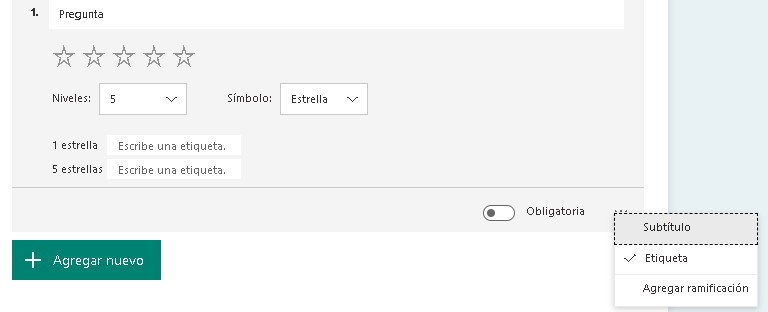 1. Pregunta
Niveles: 5 Símbolo: Estrella
1 estrella Escribe una etiqueta.
5 estrellas Escribe una etiqueta.
Obligatoria ...
Subtítulo
Etiqueta
Agregar nuevo
Agregar ramificación